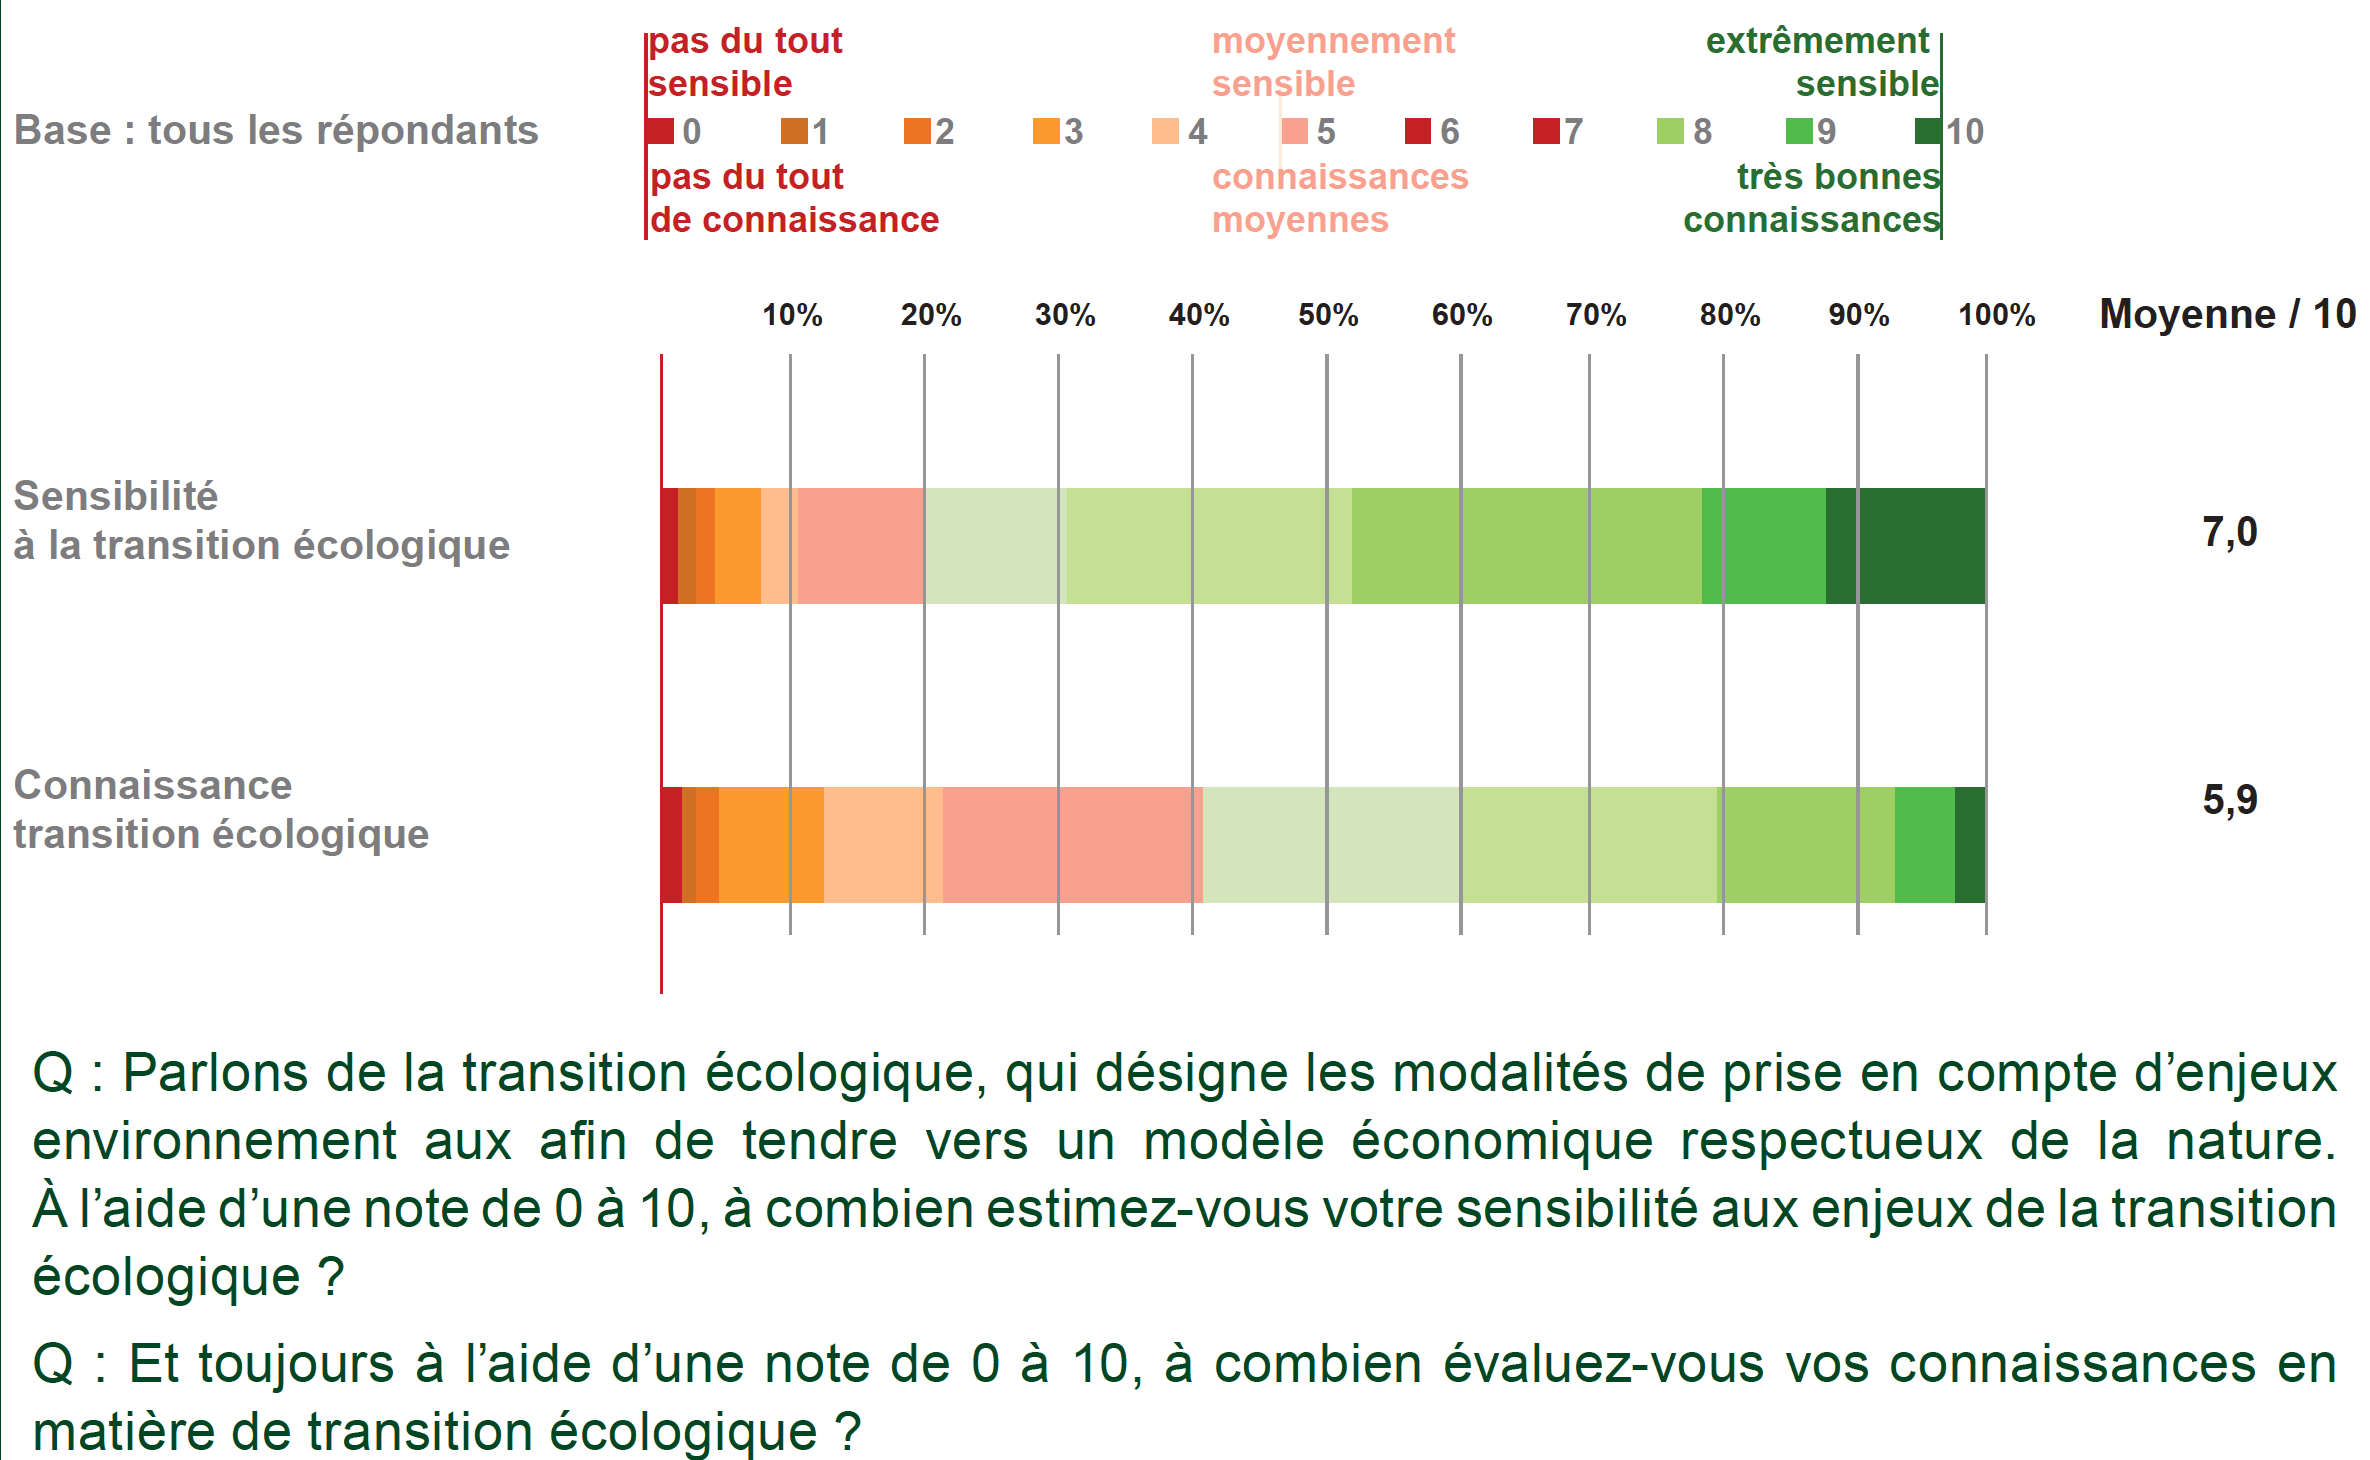 pas du tout
sensible
moyennement
sensible
extrêmement
sensible
Base : tous les répondants
0 1 2 3 4 5 6 7 8 9 10
pas du tout
de connaissance
connaissances
moyennes
très bonnes
connaissances
10% 20% 30% 40% 50% 60% 70% 80% 90% 100% Moyenne / 10
Sensibilité
à la transition écologique
7,0
Connaissance
transition écologique
5,9
Q : Parlons de la transition écologique, qui désigne les modalités de prise en compte d’enjeux
environnement aux afin de tendre vers un modèle économique respectueux de la nature.
À l’aide d’une note de 0 à 10, à combien estimez-vous votre sensibilité aux enjeux de la transition
écologique ?
Q : Et toujours à l’aide d’une note de 0 à 10, à combien évaluez-vous vos connaissances en
matière de transition écologique ?